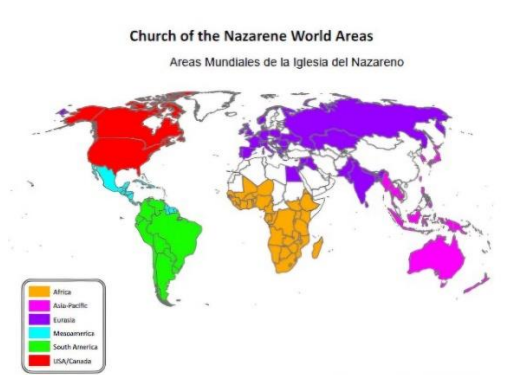 Church of the Nazarene World Areas
Areas Mundiales de la Iglesia del Nazareno
Africa
Asia-Pacific
Eurasia
Mesoamerica
South America
USA/Canada